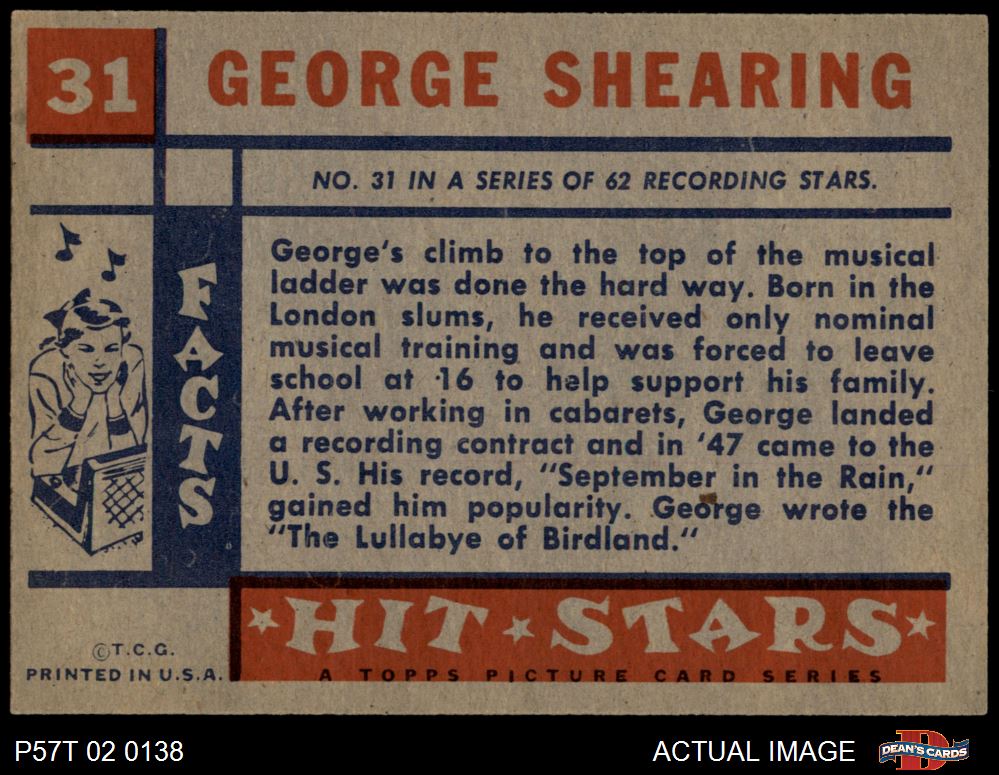 31
GEORGE SHEARING
NO. 31 IN A SERIES OF 62 RECORDING STARS.
FACTS
George's climb to the top of the musical
ladder was done the hard way. Born in the
London slums, he received only nominal
musical training and was forced to leave
school at 16 to help support his family.
After working in cabarets, George landed
a recording contract and in '47 came to the
U. S. His record, "September in the Rain,"
gained him popularity. George wrote the
"The Lullabye of Birdland."
HIT STARS
A TOPPS PICTURE CARD SERIES
©T.C.G.
PRINTED IN U.S.A.
P57T 02 0138
ACTUAL IMAGE
D
DEAN'S CARDS